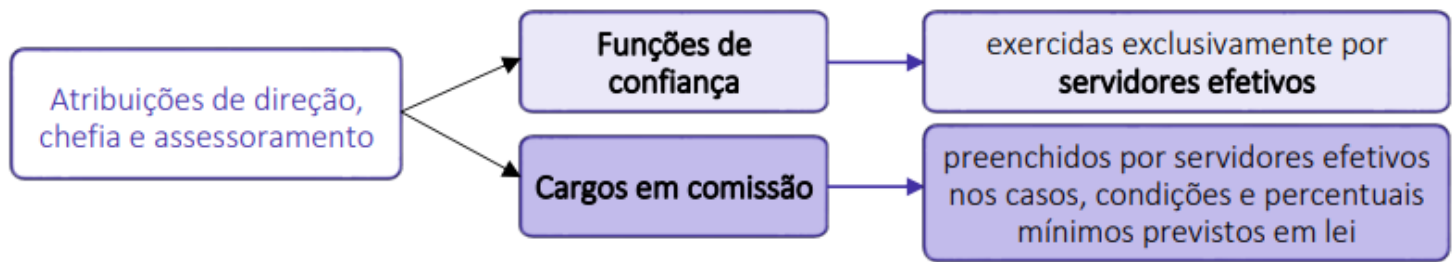 Atribuições de direção,
chefia e assessoramento
Funções de
confiança
exercidas exclusivamente por
servidores efetivos
Cargos em comissão
preenchidos por servidores efetivos
nos casos, condições e percentuais
mínimos previstos em lei